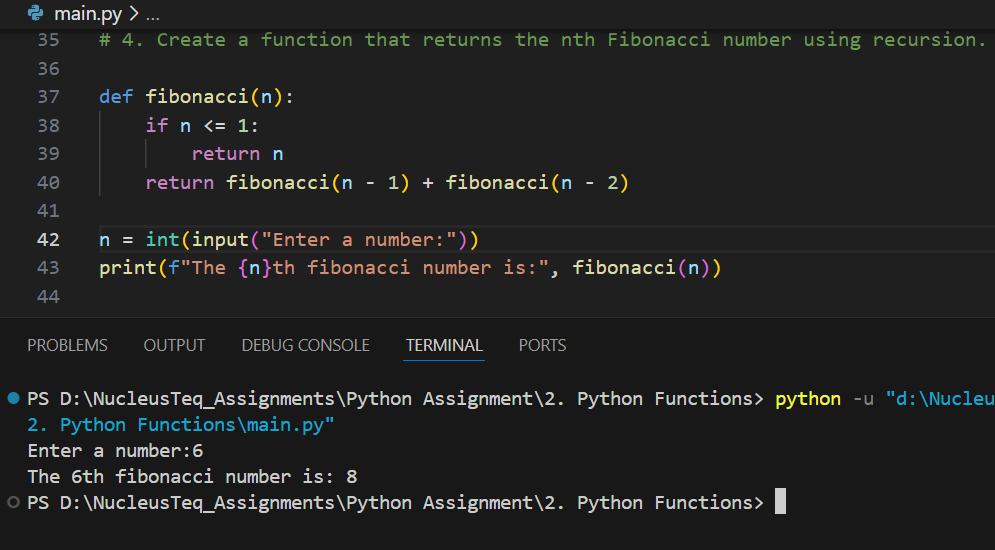 main.py > ...
35 # 4. Create a function that returns the nth Fibonacci number using recursion.
36
37 def fibonacci(n):
38     if n <= 1:
39         return n
40     return fibonacci(n - 1) + fibonacci(n - 2)
41
42 n = int(input("Enter a number:"))
43 print(f"The {n}th fibonacci number is:", fibonacci(n))
44
PROBLEMS OUTPUT DEBUG CONSOLE TERMINAL PORTS
PS D:\NucleusTeq_Assignments\Python Assignment\2. Python Functions> python -u "d:\Nucleu
2. Python Functions\main.py"
Enter a number:6
The 6th fibonacci number is: 8
PS D:\NucleusTeq_Assignments\Python Assignment\2. Python Functions>